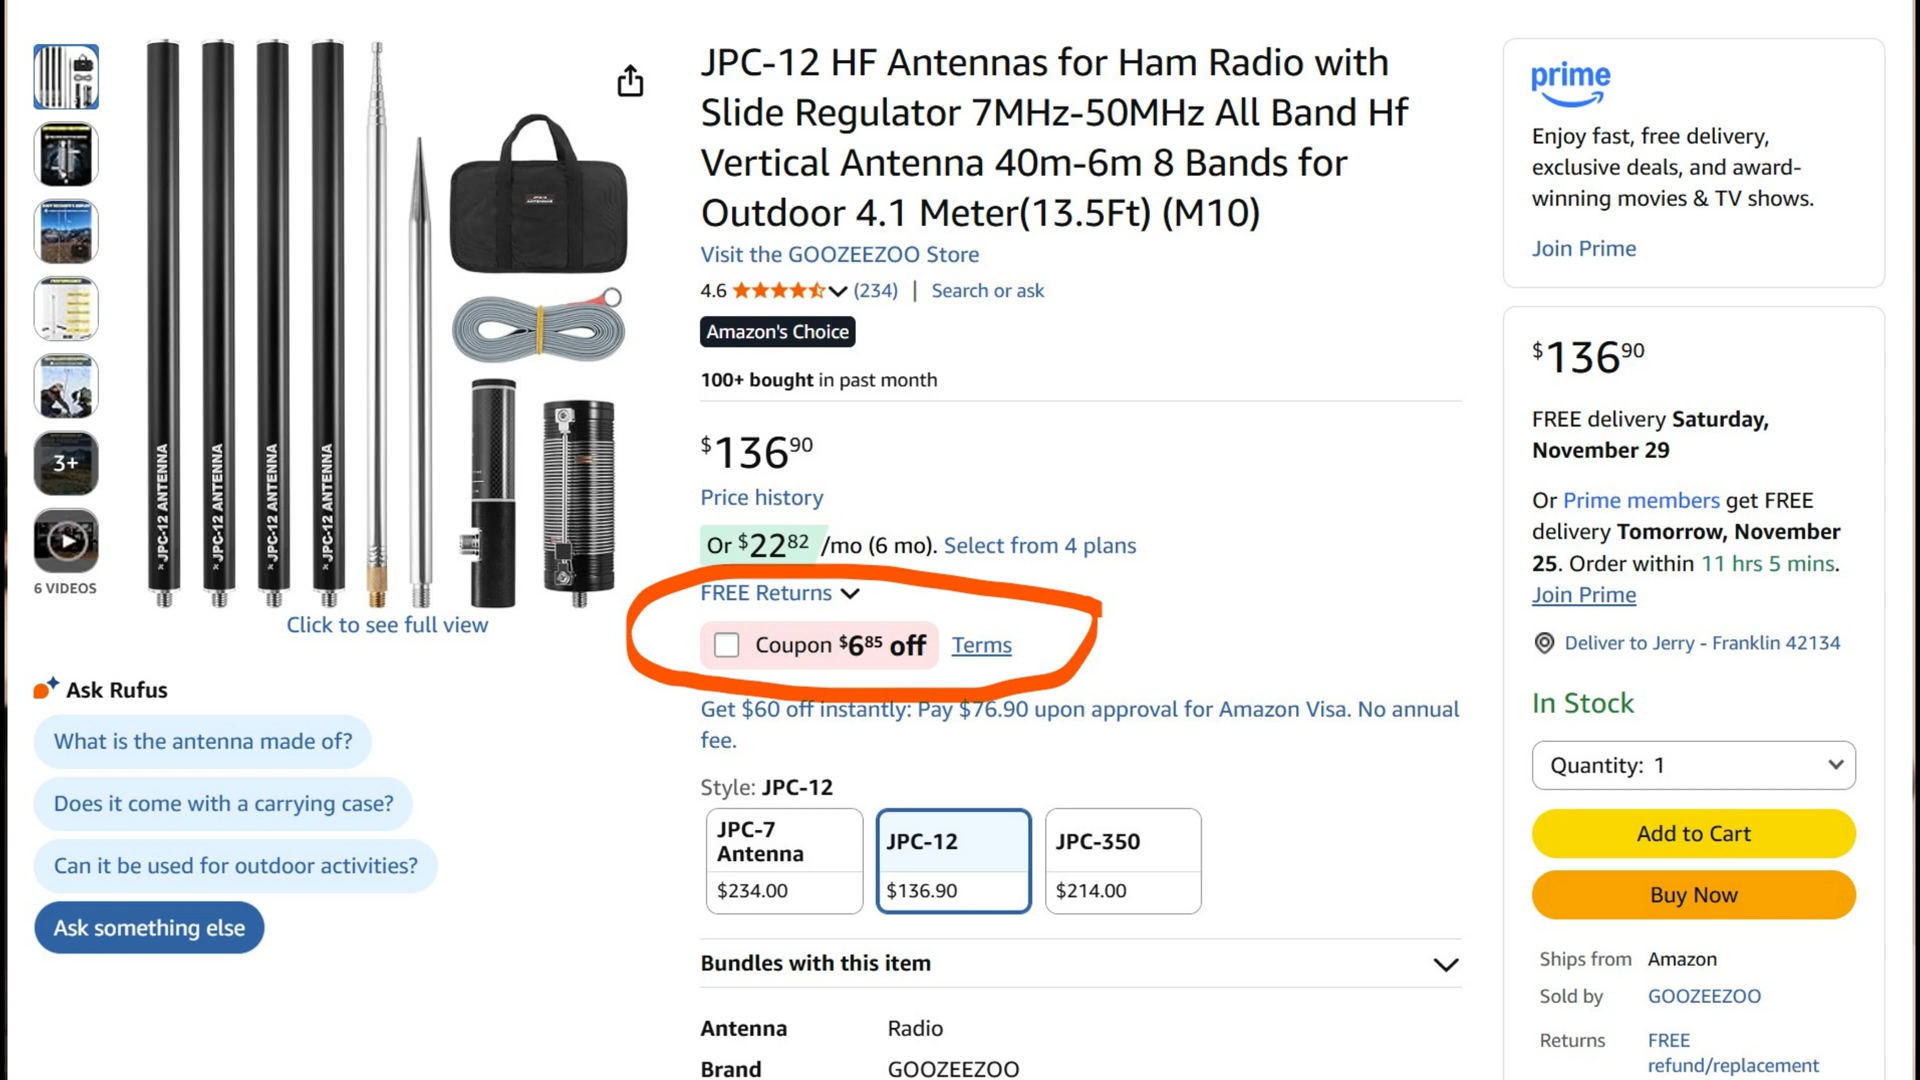 JPC-12 ANTENNA
JPC-12 ANTENNA
JPC-12 ANTENNA
JPC-12 ANTENNA
3+
6 VIDEOS
Click to see full view
Ask Rufus
What is the antenna made of?
Does it come with a carrying case?
Can it be used for outdoor activities?
Ask something else
JPC-12 HF Antennas for Ham Radio with
Slide Regulator 7MHz-50MHz All Band Hf
Vertical Antenna 40m-6m 8 Bands for
Outdoor 4.1 Meter(13.5Ft) (M10)
Visit the GOOZEEZOO Store
4.6 (234) | Search or ask
Amazon's Choice
100+ bought in past month
$136.90
Price history
Or $22.82 /mo (6 mo). Select from 4 plans
FREE Returns
Coupon $6.85 off Terms
Get $60 off instantly: Pay $76.90 upon approval for Amazon Visa. No annual
fee.
Style: JPC-12
JPC-7
Antenna
$234.00
JPC-12
$136.90
JPC-350
$214.00
Bundles with this item
Antenna Radio
Brand GOOZEEZOO
prime
Enjoy fast, free delivery,
exclusive deals, and award-
winning movies & TV shows.
Join Prime
$136.90
FREE delivery Saturday,
November 29
Or Prime members get FREE
delivery Tomorrow, November
25. Order within 11 hrs 5 mins.
Join Prime
Deliver to Jerry - Franklin 42134
In Stock
Quantity: 1
Add to Cart
Buy Now
Ships from Amazon
Sold by GOOZEEZOO
Returns FREE
refund/replacement